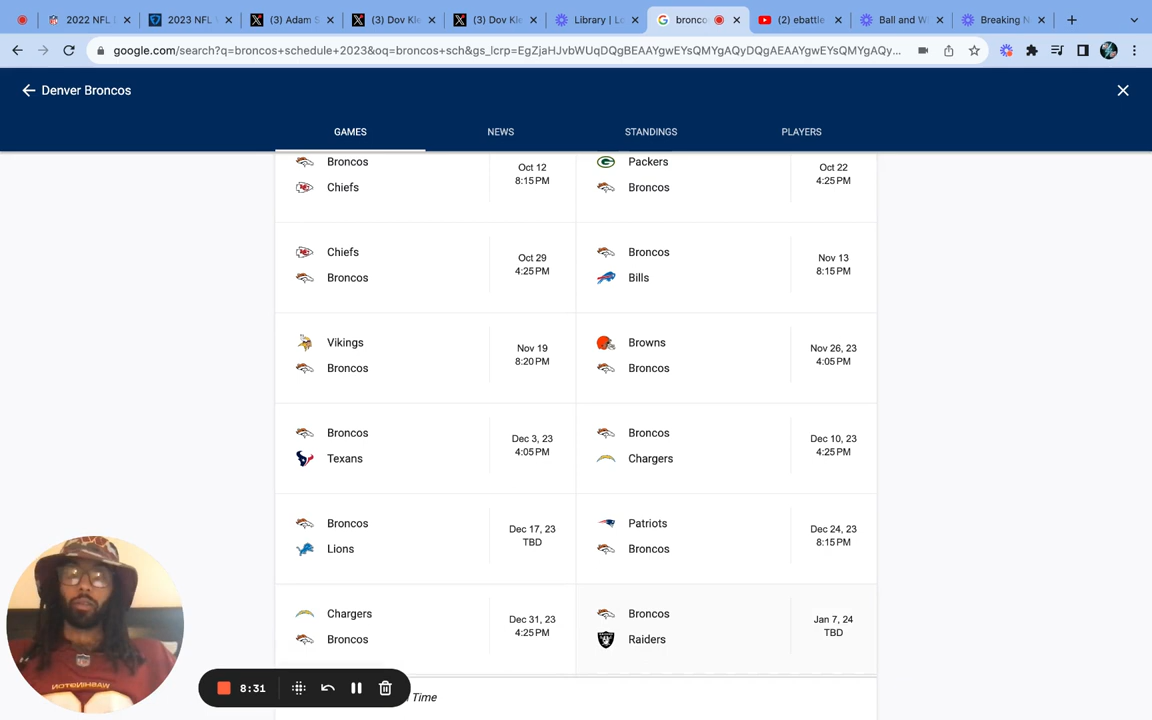 2022 NFL
2023 NFL
(3) Adam S
(3) Dov Kle
(3) Dov Kle
Library | Lo
bronco
(2) ebattle
Ball and W
Breaking N
google.com/search?q=broncos+schedule+2023&oq=broncos+sch&gs_lcrp=EgZjaHJvbWUqDQgBEAAYgwEYsQMYgAQyDQgAEAAYgwEYsQMYgAQyDQgBEAAYgwEYsQMYgAQy...
Denver Broncos
GAMES NEWS STANDINGS PLAYERS
Broncos
Chiefs
Oct 12
8:15 PM
Packers
Broncos
Oct 22
4:25 PM
Chiefs
Broncos
Oct 29
4:25 PM
Broncos
Bills
Nov 13
8:15 PM
Vikings
Broncos
Nov 19
8:20 PM
Browns
Broncos
Nov 26, 23
4:05 PM
Broncos
Texans
Dec 3, 23
4:05 PM
Broncos
Chargers
Dec 10, 23
4:25 PM
Broncos
Lions
Dec 17, 23
TBD
Patriots
Broncos
Dec 24, 23
8:15 PM
Chargers
Broncos
Dec 31, 23
4:25 PM
Broncos
Raiders
Jan 7, 24
TBD
Time
8:31
WASHINGTON